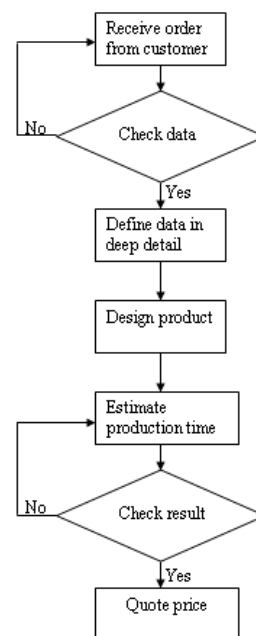 Receive order
from customer
No
Check data
Yes
Define data in
deep detail
Design product
Estimate
production time
No
Check result
Yes
Quote price